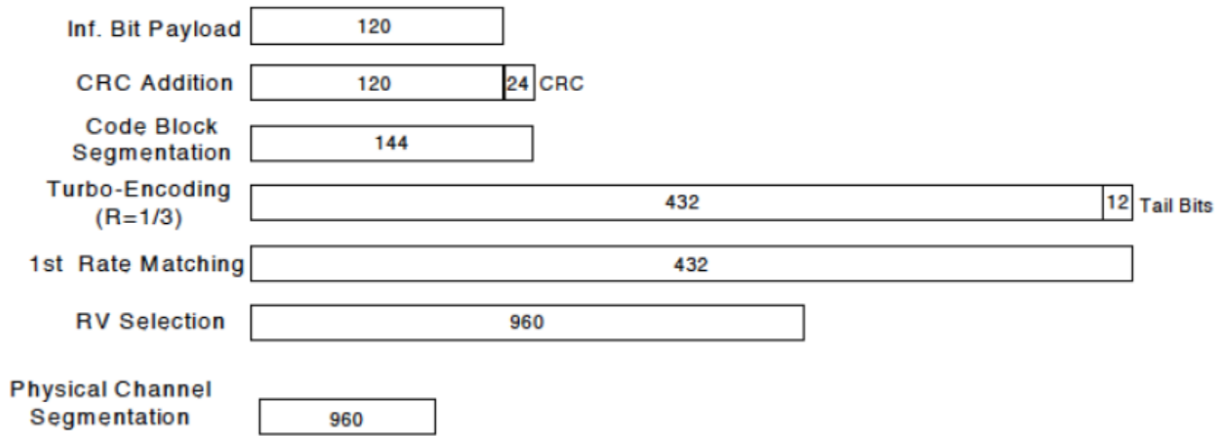 Inf. Bit Payload 120
CRC Addition 120 24 CRC
Code Block
Segmentation 144
Turbo-Encoding
(R=1/3) 432 12 Tail Bits
1st Rate Matching 432
RV Selection 960
Physical Channel
Segmentation 960